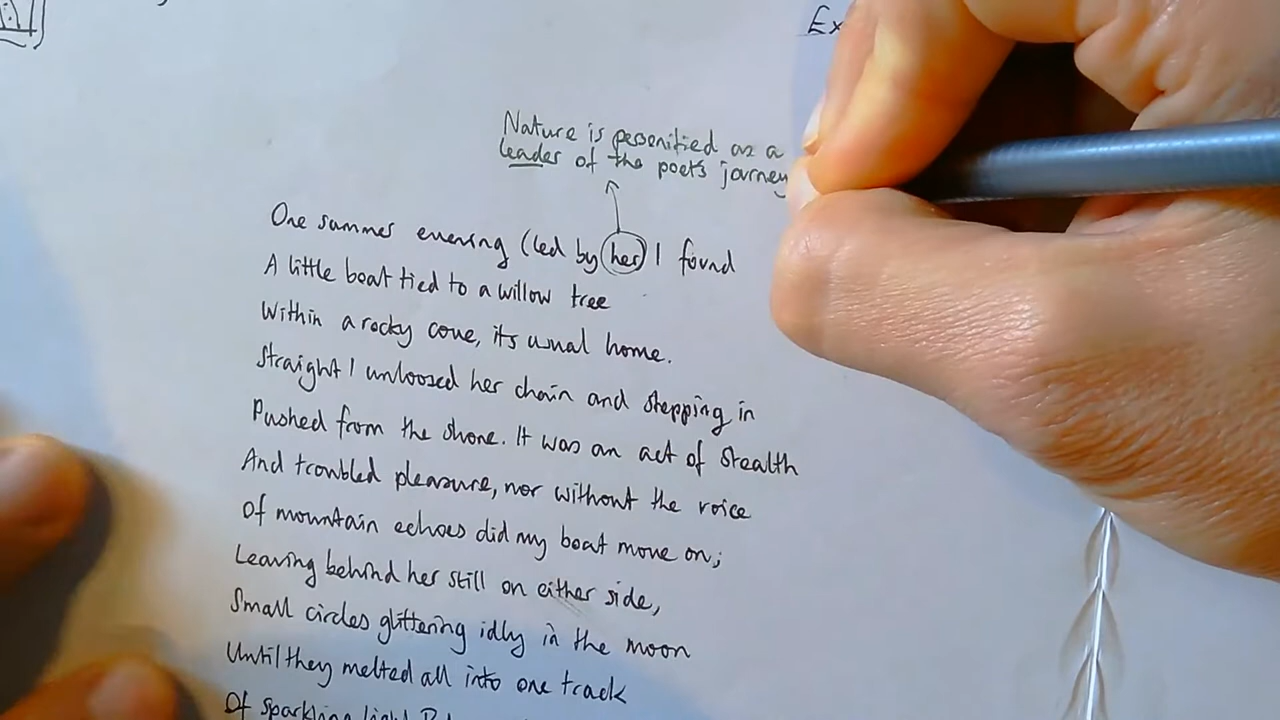 Ex
Nature is personified as a
leader of the poets journey
One summer evening (led by her) I found
A little boat tied to a willow tree
Within a rocky cove, its usual home.
Straight I unloosed her chain and stepping in
Pushed from the shore. It was an act of stealth
And troubled pleasure, nor without the voice
Of mountain echoes did my boat move on;
Leaving behind her still on either side,
Small circles glittering idly in the moon
Until they melted all into one track
Of sparkling light